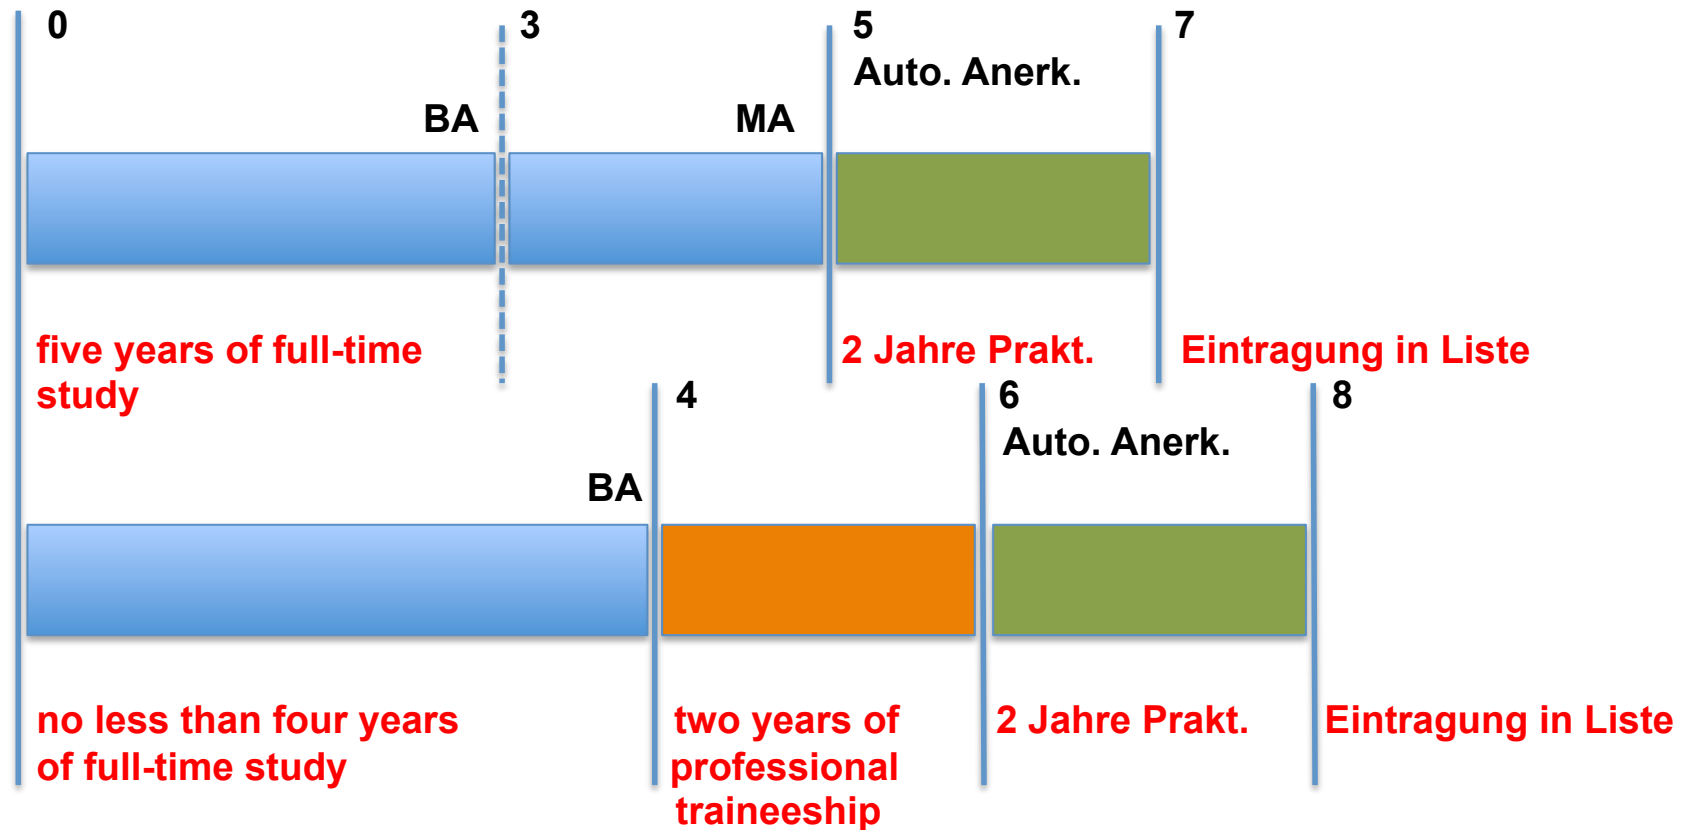 0
3
5
7
Auto. Anerk.
BA
MA
five years of full-time
study
2 Jahre Prakt.
Eintragung in Liste
4
6
8
Auto. Anerk.
BA
no less than four years
of full-time study
two years of
professional
traineeship
2 Jahre Prakt.
Eintragung in Liste